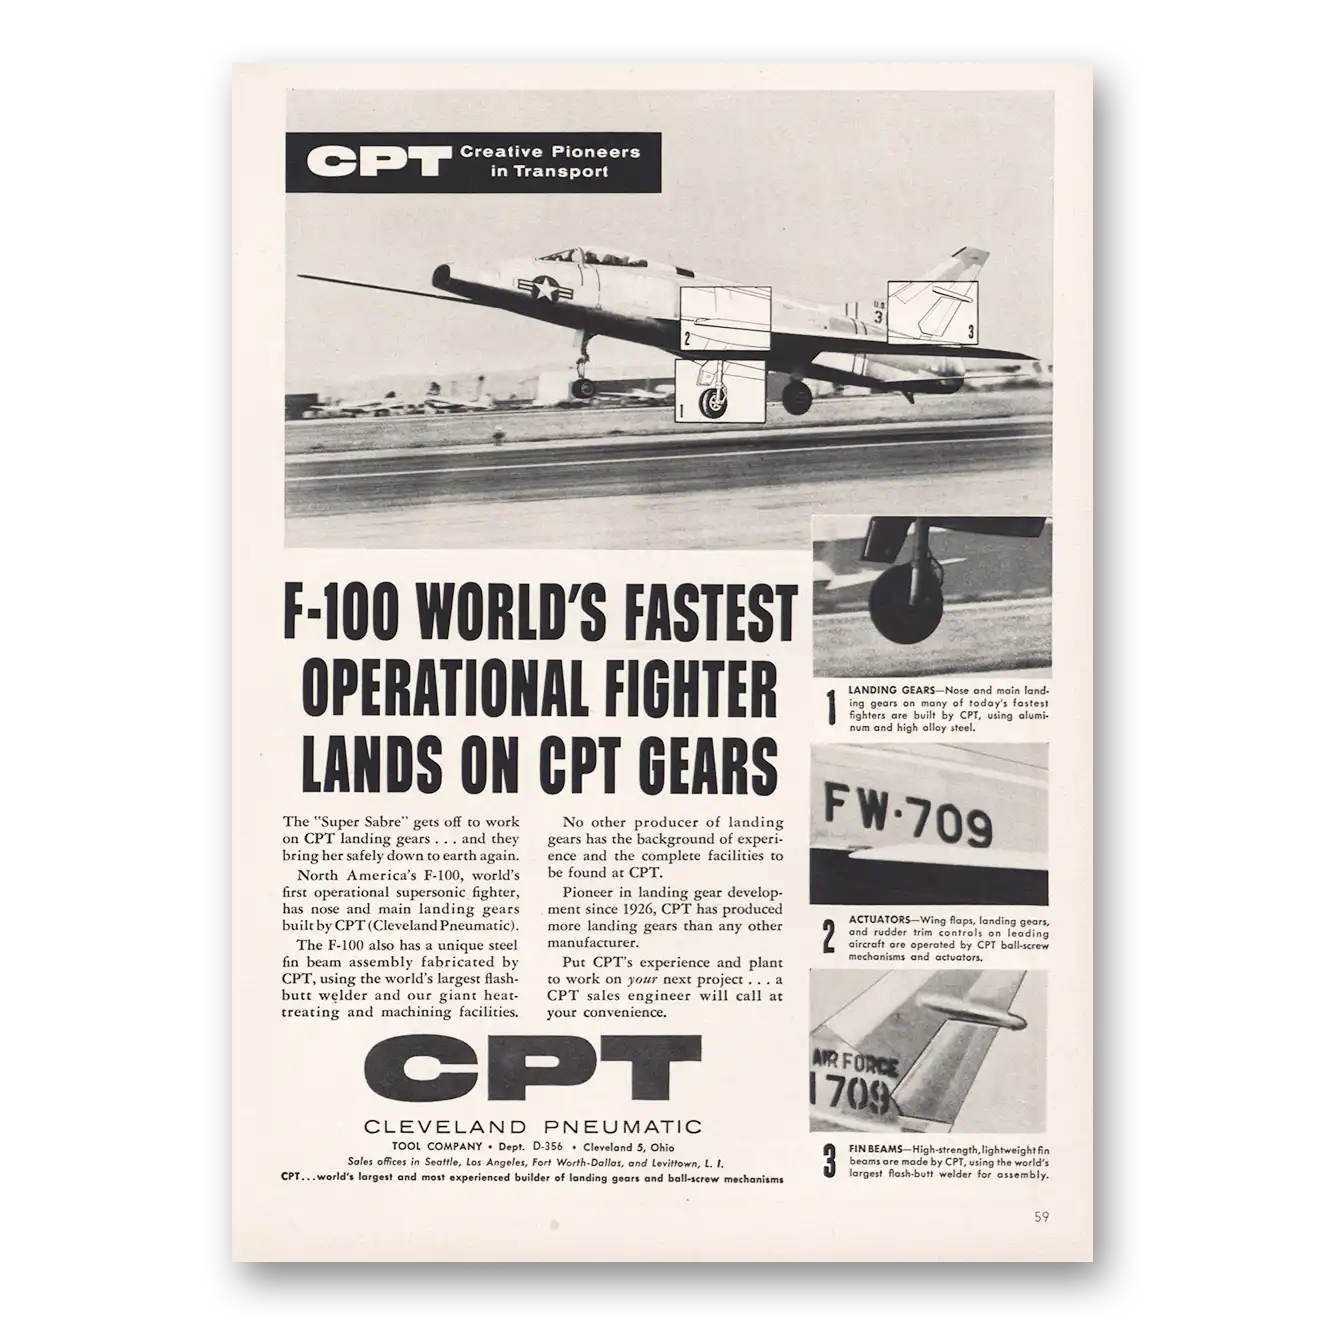 CPT Creative Pioneers
in Transport
U.S.
3
2
3
1
F-100 WORLD'S FASTEST
OPERATIONAL FIGHTER
LANDS ON CPT GEARS
The "Super Sabre" gets off to work
on CPT landing gears . . . and they
bring her safely down to earth again.
North America's F-100, world's
first operational supersonic fighter,
has nose and main landing gears
built by CPT (Cleveland Pneumatic).
The F-100 also has a unique steel
fin beam assembly fabricated by
CPT, using the world's largest flash-
butt welder and our giant heat-
treating and machining facilities.
No other producer of landing
gears has the background of experi-
ence and the complete facilities to
be found at CPT.
Pioneer in landing gear develop-
ment since 1926, CPT has produced
more landing gears than any other
manufacturer.
Put CPT's experience and plant
to work on your next project . . . a
CPT sales engineer will call at
your convenience.
1 LANDING GEARS—Nose and main land-
ing gears on many of today's fastest
fighters are built by CPT, using alumi-
num and high alloy steel.
FW-709
2 ACTUATORS—Wing flaps, landing gears,
and rudder trim controls on leading
aircraft are operated by CPT ball-screw
mechanisms and actuators.
AIR FORCE
1709
3 FIN BEAMS—High-strength, lightweight fin
beams are made by CPT, using the world's
largest flash-butt welder for assembly.
CPT
CLEVELAND PNEUMATIC
TOOL COMPANY • Dept. D-356 • Cleveland 5, Ohio
Sales offices in Seattle, Los Angeles, Fort Worth-Dallas, and Levittown, L. I.
CPT...world's largest and most experienced builder of landing gears and ball-screw mechanisms
59